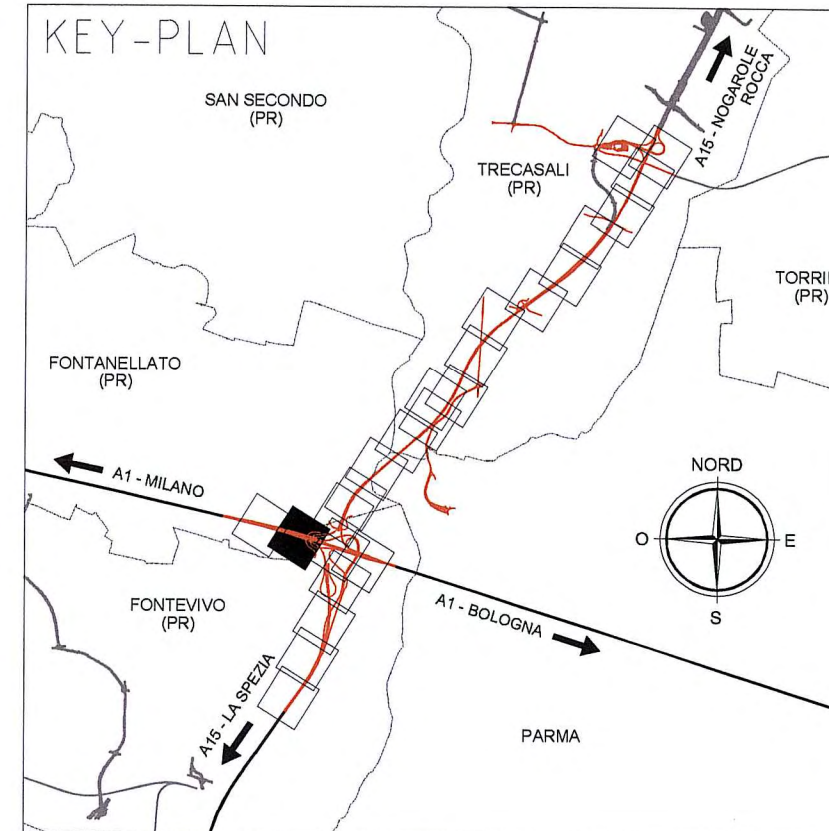 KEY-PLAN
SAN SECONDO
(PR)
A15 - NOGAROLE
ROCCA
TRECASALI
(PR)
(PR)
FONTANELLATO
(PR)
A1 - MILANO
NORD
O
E
S
FONTEVIVO
(PR)
A1 - BOLOGNA
A15 - LA SPEZIA
PARMA